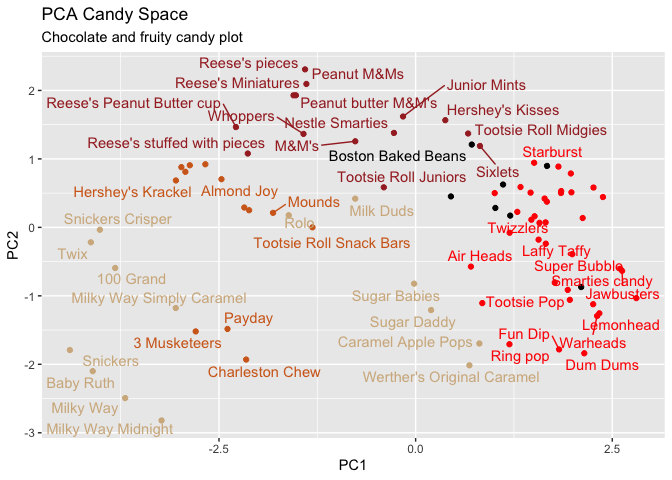 PCA Candy Space
Chocolate and fruity candy plot
Reese's pieces
Peanut M&Ms
Reese's Miniatures
Junior Mints
Reese's Peanut Butter cup
Peanut butter M&M's
Hershey's Kisses
Whoppers
Nestle Smarties
Tootsie Roll Midgies
Reese's stuffed with pieces
M&M's
Boston Baked Beans
Starburst
Sixlets
Tootsie Roll Juniors
Hershey's Krackel
Almond Joy
Mounds
Milk Duds
Snickers Crisper
Rolo
Twizzlers
Tootsie Roll Snack Bars
Laffy Taffy
Twix
Air Heads
Super Bubble
100 Grand
Smarties candy
Milky Way Simply Caramel
Sugar Babies
Jawbusters
Tootsie Pop
Payday
Sugar Daddy
Lemonhead
Fun Dip
3 Musketeers
Caramel Apple Pops
Warheads
Ring pop
Snickers
Charleston Chew
Werther's Original Caramel
Dum Dums
Baby Ruth
Milky Way
Milky Way Midnight
2
1
0
-1
-2
-3
PC2
-2.5
0.0
2.5
PC1